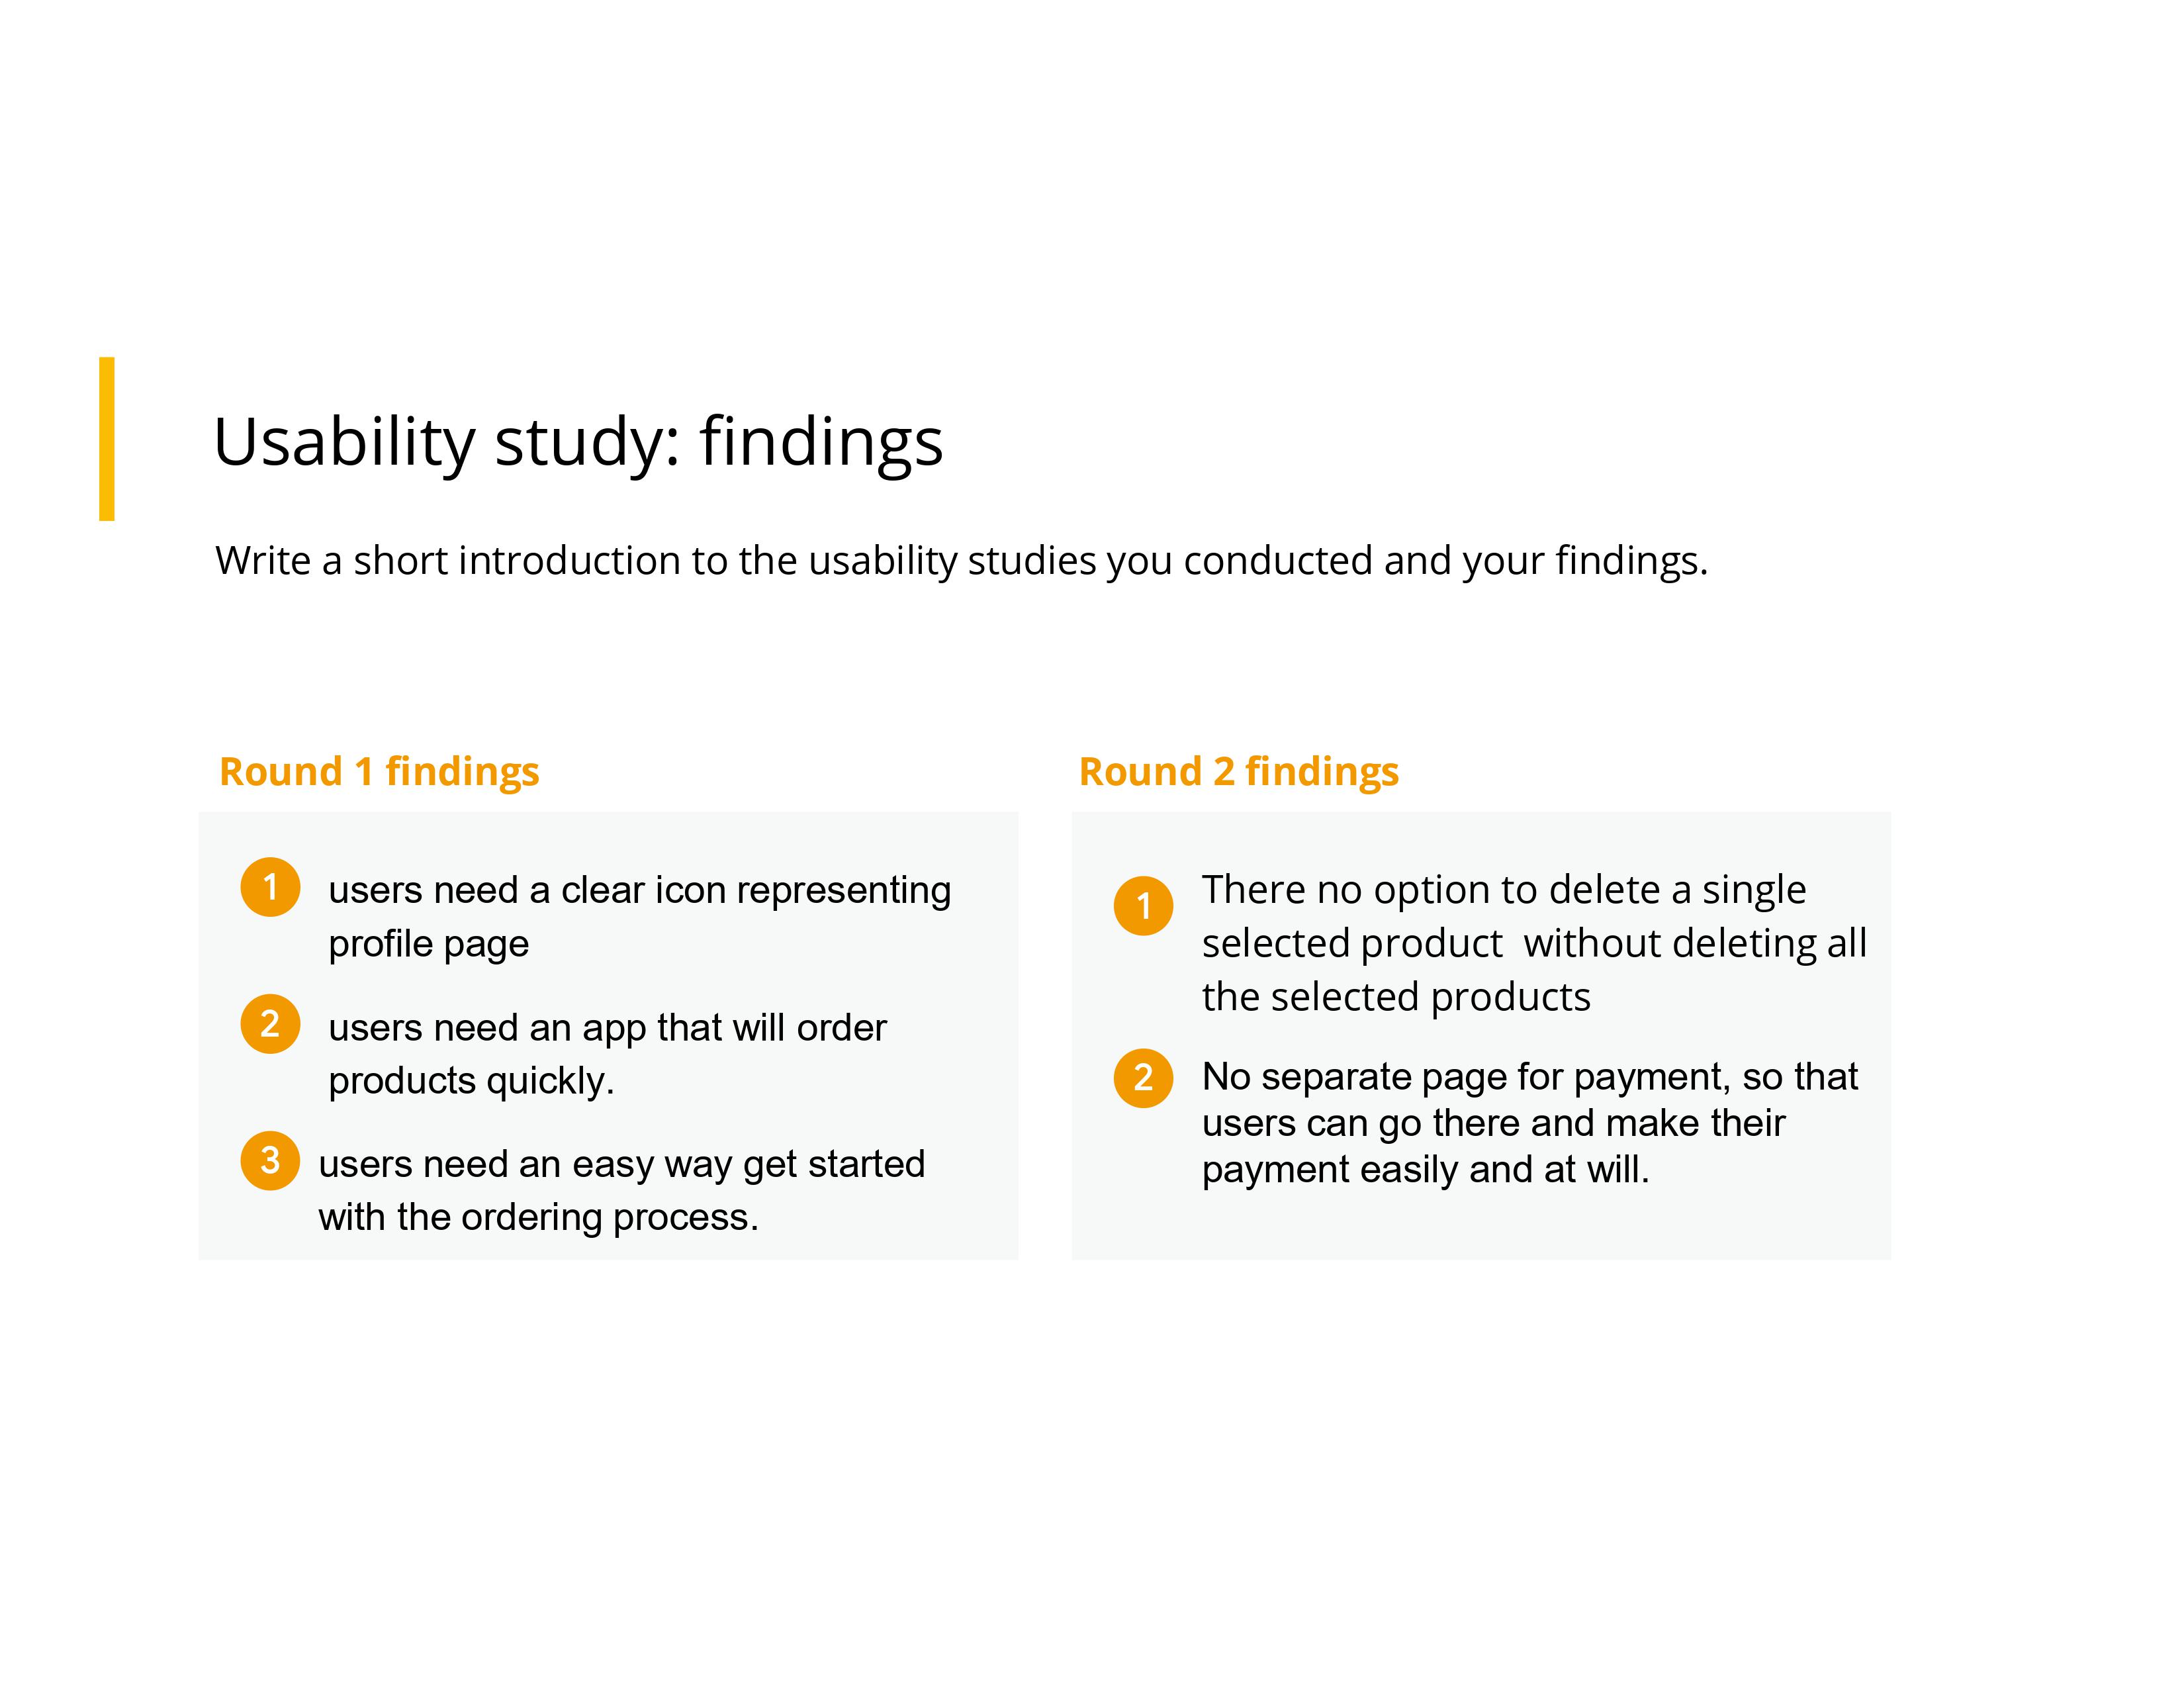 Usability study: findings
Write a short introduction to the usability studies you conducted and your findings.
Round 1 findings
1 users need a clear icon representing
profile page
2 users need an app that will order
products quickly.
3 users need an easy way get started
with the ordering process.
Round 2 findings
1 There no option to delete a single
selected product  without deleting all
the selected products
2 No separate page for payment, so that
users can go there and make their
payment easily and at will.